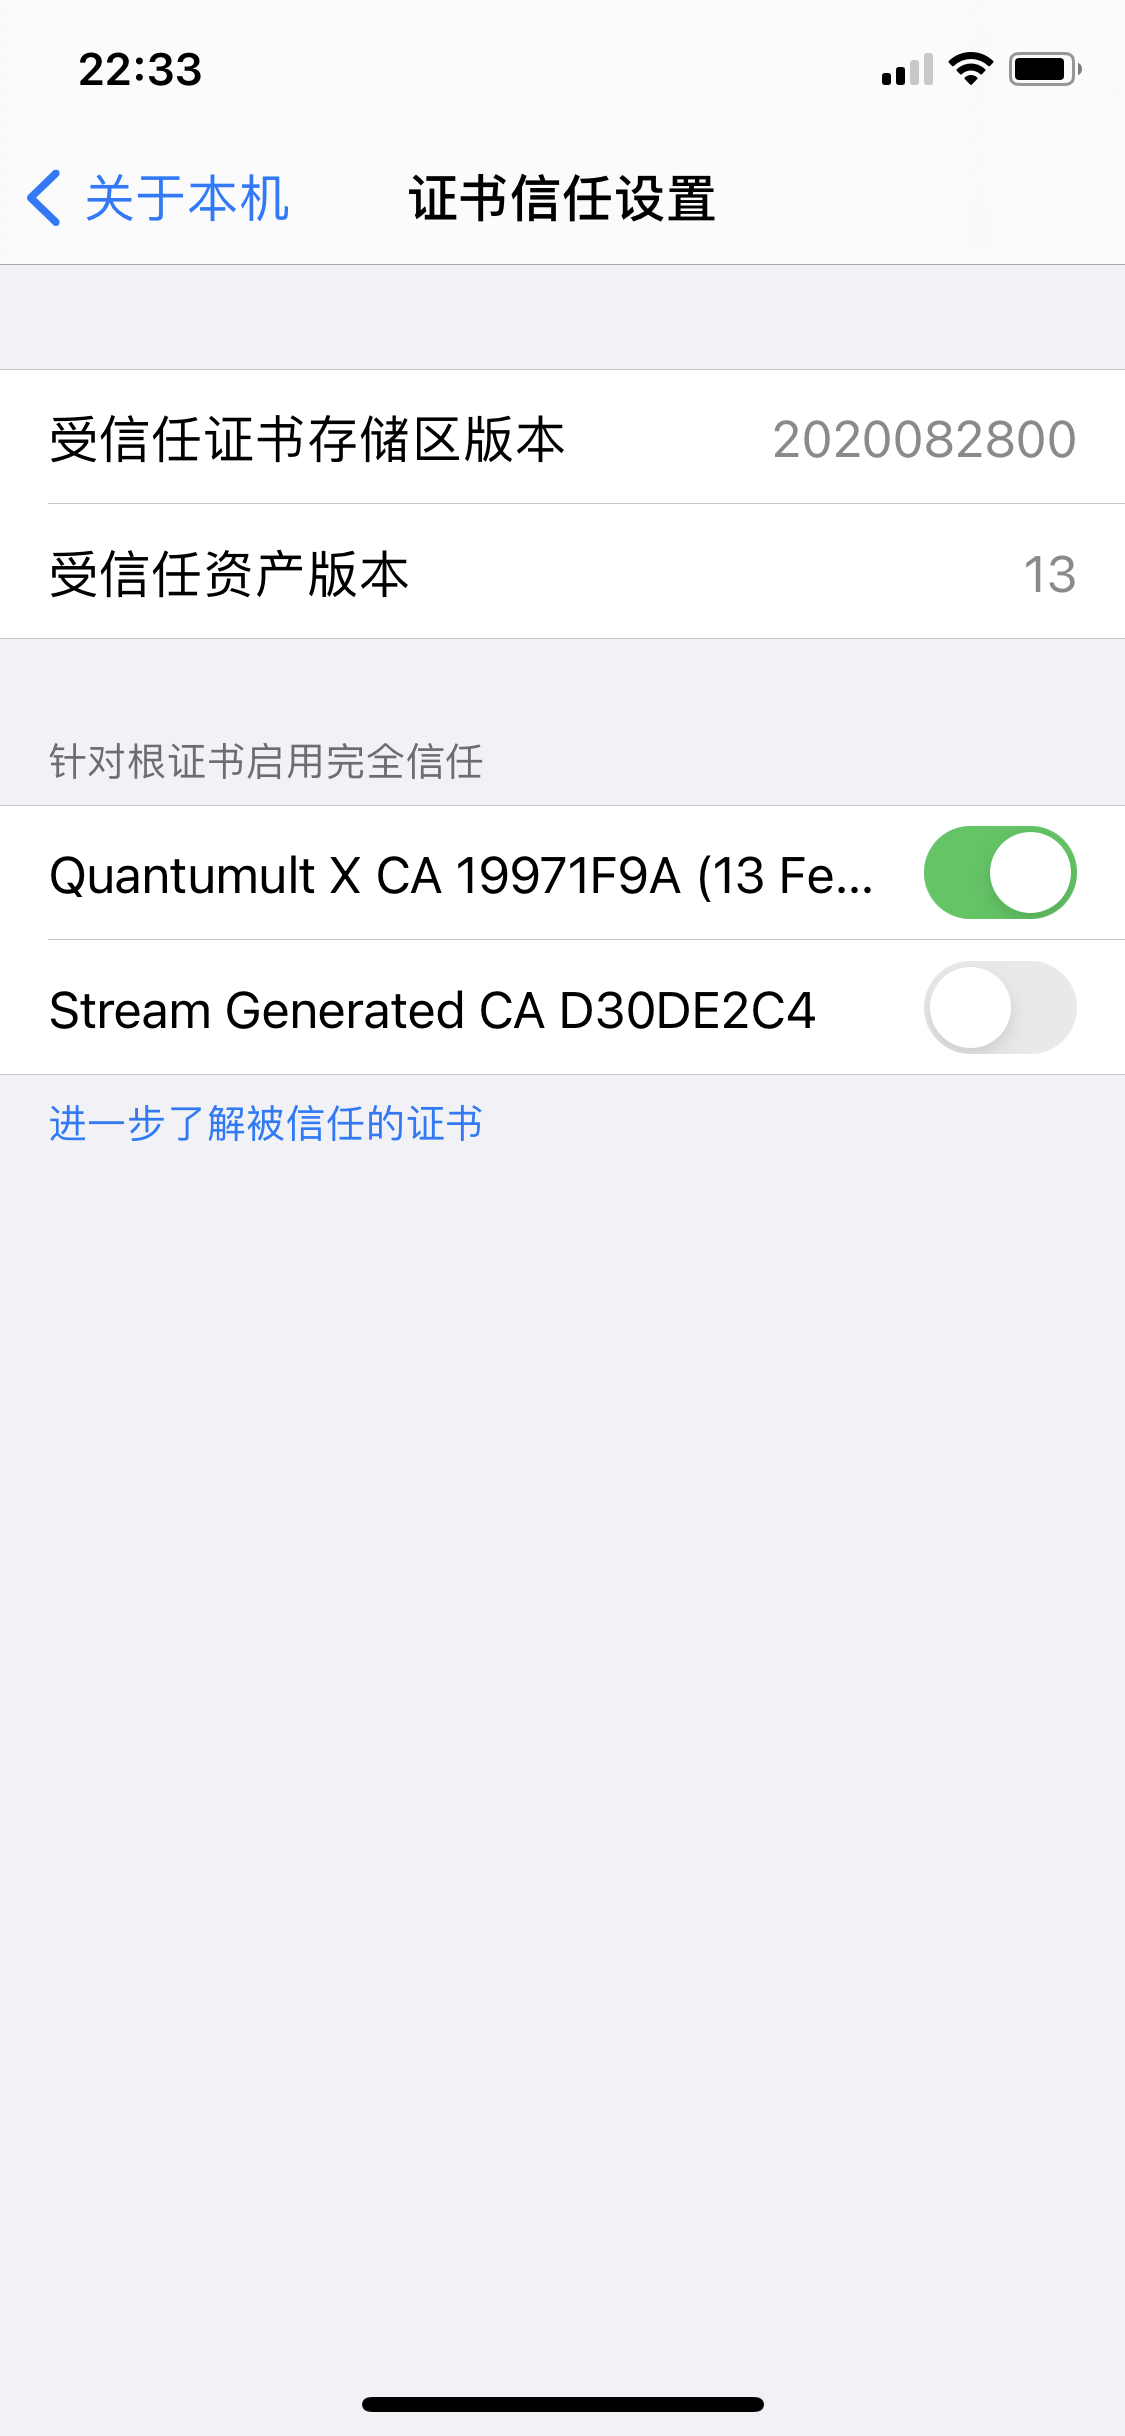 22:33
关于本机
证书信任设置
受信任证书存储区版本
2020082800
受信任资产版本
13
针对根证书启用完全信任
Quantumult X CA 19971F9A (13 Fe...
Stream Generated CA D30DE2C4
进一步了解被信任的证书